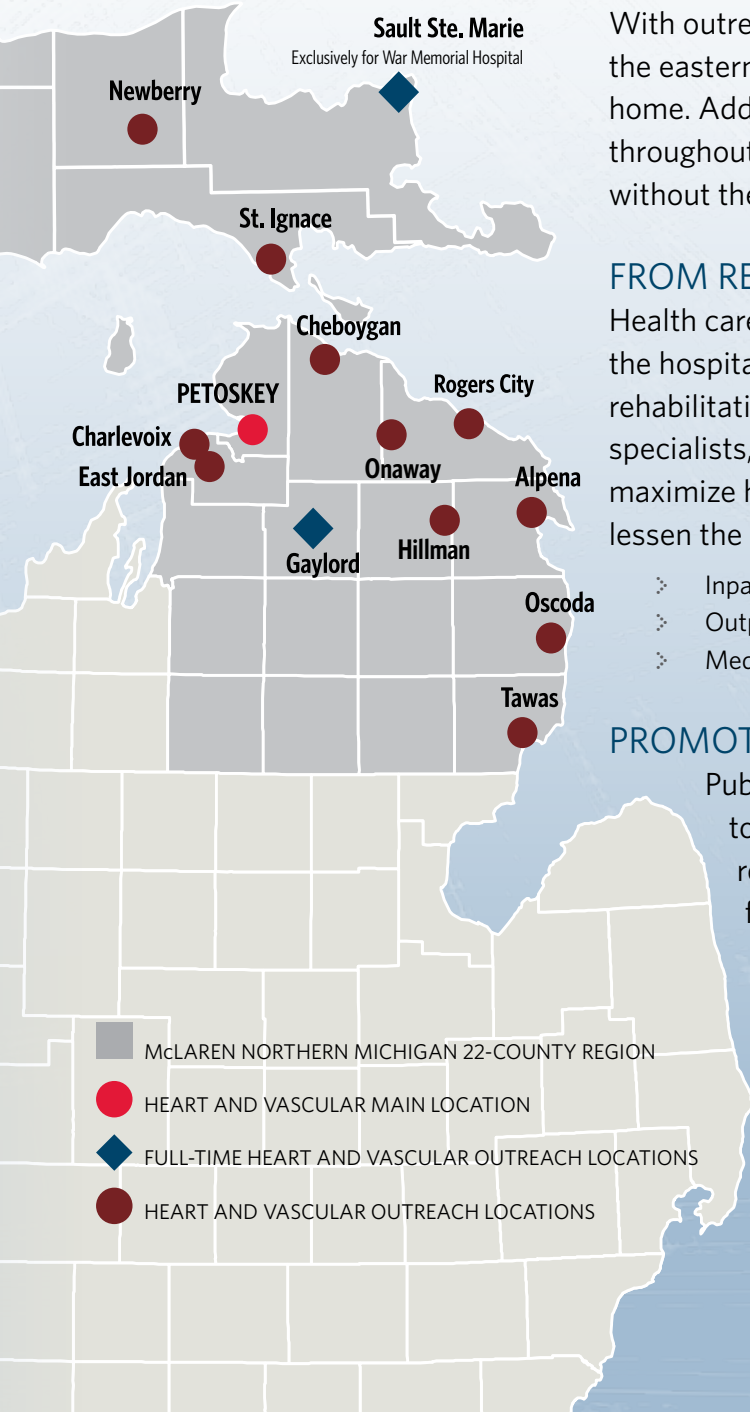 Sault Ste. Marie
Exclusively for War Memorial Hospital
Newberry
St. Ignace
Cheboygan
PETOSKEY
Rogers City
Charlevoix
East Jordan
Onaway
Alpena
Gaylord
Hillman
Oscoda
Tawas
McLAREN NORTHERN MICHIGAN 22-COUNTY REGION
HEART AND VASCULAR MAIN LOCATION
FULL-TIME HEART AND VASCULAR OUTREACH LOCATIONS
HEART AND VASCULAR OUTREACH LOCATIONS
With outre
the eastern
home. Add
throughout
without the
FROM RE
Health care
the hospita
rehabilitati
specialists,
maximize h
lessen the
Inpa
Outp
Med
PROMOT
Pub
to
re
f